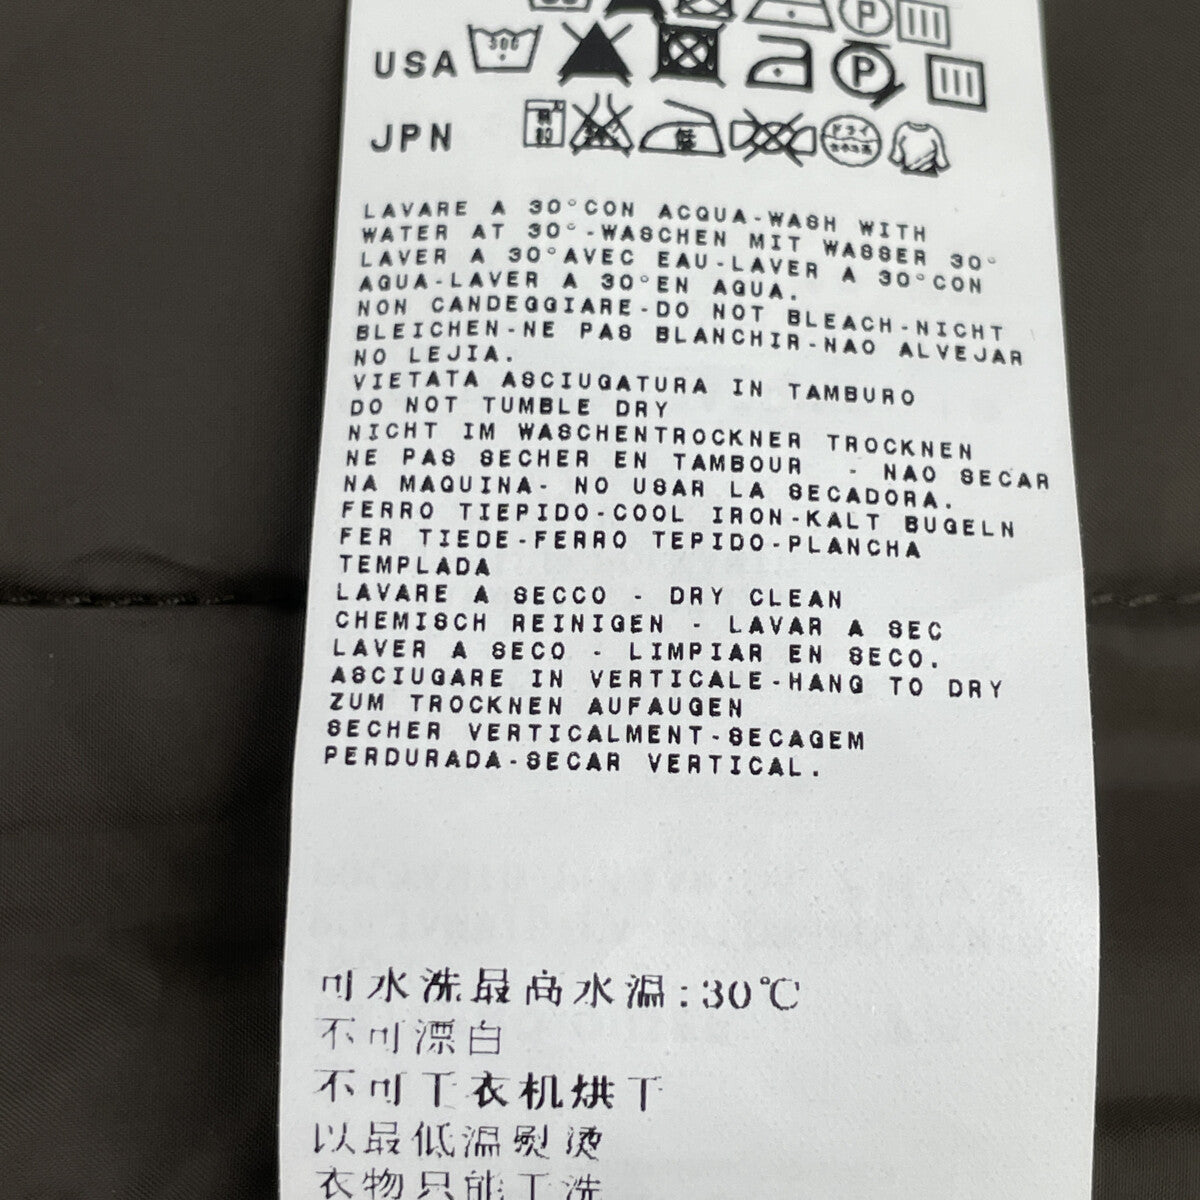 USA 30°
JPN
LAVARE A 30°CON ACQUA-WASH WITH
WATER AT 30°-WASCHEN MIT WASSER 30°
LAVER A 30°AVEC EAU-LAVER A 30°CON
AGUA-LAVER A 30°EN AGUA.
NON CANDEGGIARE-DO NOT BLEACH-NICHT
BLEICHEN-NE PAS BLANCHIR-NAO ALVEJAR
NO LEJIA.
VIETATA ASCIUGATURA IN TAMBURO
DO NOT TUMBLE DRY
NICHT IM WASCHENTROCKNER TROCKNEN
NE PAS SECHER EN TAMBOUR - NAO SECAR
NA MAQUINA- NO USAR LA SECADORA.
FERRO TIEPIDO-COOL IRON-KALT BUGELN
FER TIEDE-FERRO TEPIDO-PLANCHA
TEMPLADA
LAVARE A SECCO - DRY CLEAN
CHEMISCH REINIGEN - LAVAR A SEC
LAVER A SECO - LIMPIAR EN SECO.
ASCIUGARE IN VERTICALE-HANG TO DRY
ZUM TROCKNEN AUFAUGEN
SECHER VERTICALMENT-SECAGEM
PERDURADA-SECAR VERTICAL.
可水洗最高水温:30℃
不可漂白
不可干衣机烘干
以最低温熨烫
衣物只能干洗